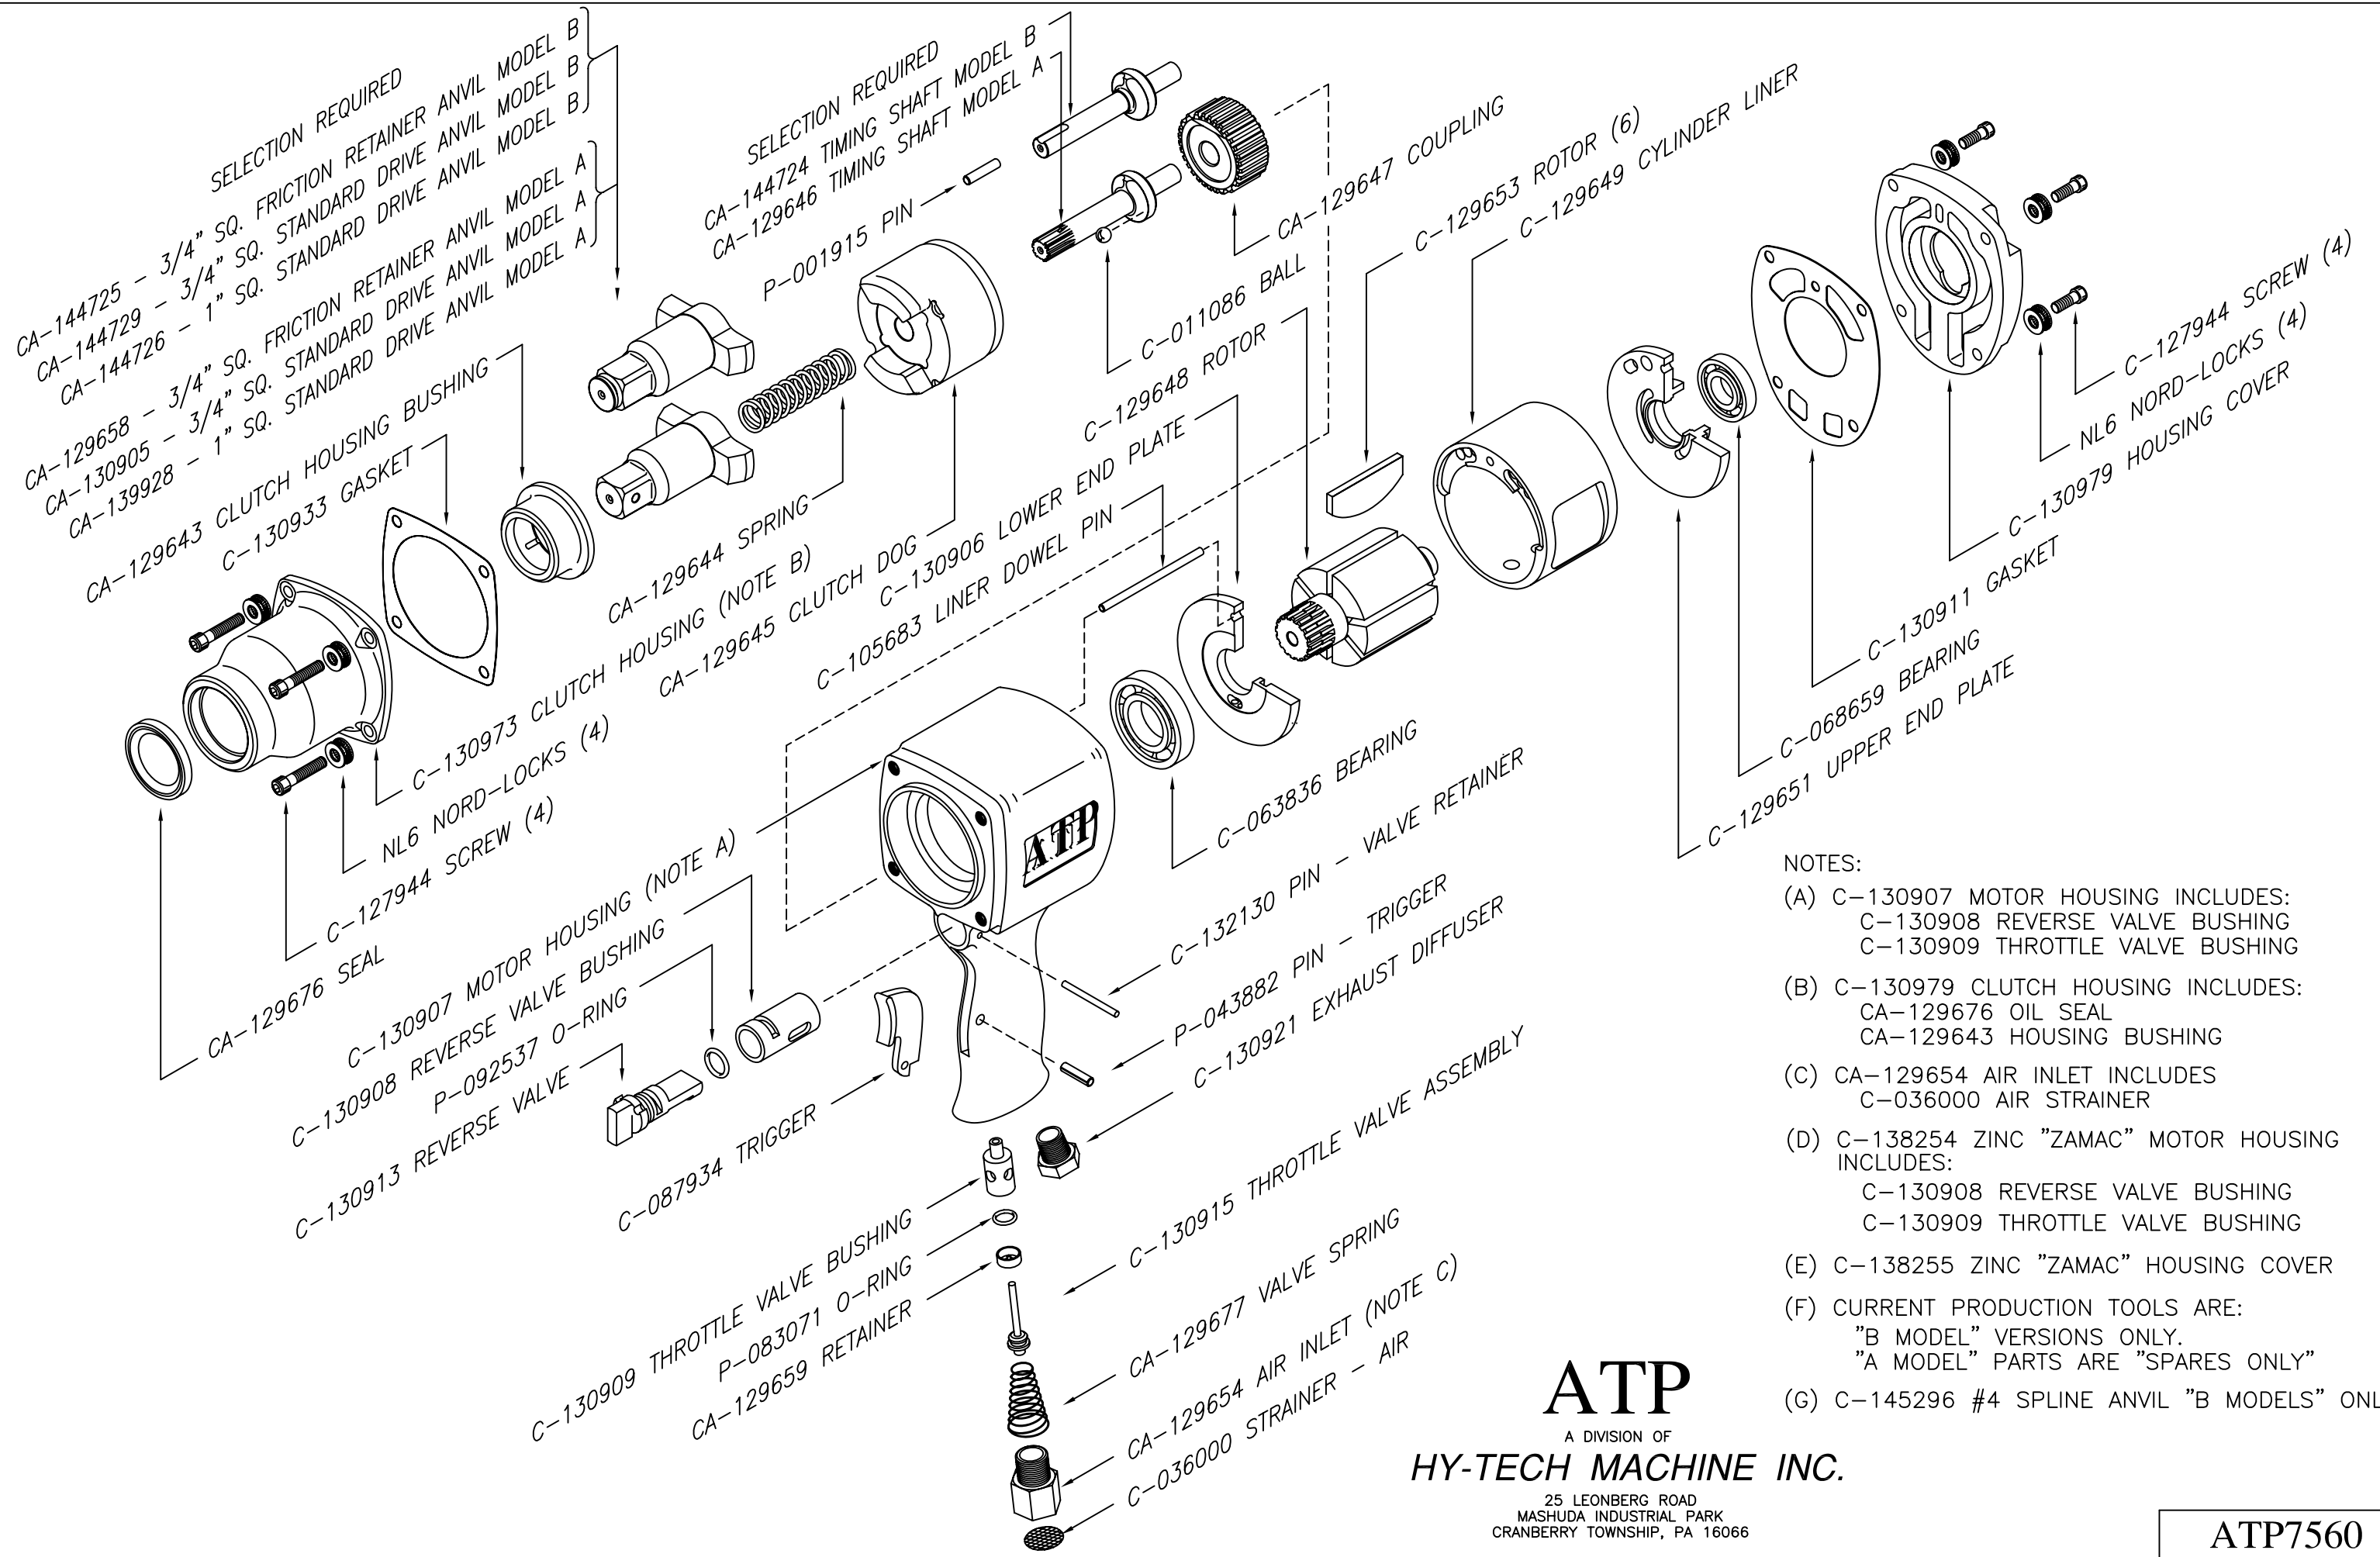 SELECTION REQUIRED
CA-144725 - 3/4" SQ. FRICTION RETAINER ANVIL MODEL B
CA-144729 - 3/4" SQ. STANDARD DRIVE ANVIL MODEL B
CA-144726 - 1" SQ. STANDARD DRIVE ANVIL MODEL B
CA-129658 - 3/4" SQ. FRICTION RETAINER ANVIL MODEL A
CA-130905 - 3/4" SQ. STANDARD DRIVE ANVIL MODEL A
CA-139928 - 1" SQ. STANDARD DRIVE ANVIL MODEL A
CA-129643 CLUTCH HOUSING BUSHING
C-130933 GASKET
SELECTION REQUIRED
CA-144724 TIMING SHAFT MODEL B
CA-129646 TIMING SHAFT MODEL A
P-001915 PIN
CA-129647 COUPLING
C-129653 ROTOR (6)
C-129649 CYLINDER LINER
C-011086 BALL
C-129648 ROTOR
C-130906 LOWER END PLATE
C-105683 LINER DOWEL PIN
CA-129644 SPRING
C-130973 CLUTCH HOUSING (NOTE B)
CA-129645 CLUTCH DOG
NL6 NORD-LOCKS (4)
C-127944 SCREW (4)
CA-129676 SEAL
C-127944 SCREW (4)
NL6 NORD-LOCKS (4)
C-130979 HOUSING COVER
C-130911 GASKET
C-068659 BEARING
C-129651 UPPER END PLATE
C-063836 BEARING
ATP
C-130907 MOTOR HOUSING (NOTE A)
C-130908 REVERSE VALVE BUSHING
P-092537 O-RING
C-130913 REVERSE VALVE
C-087934 TRIGGER
C-132130 PIN - VALVE RETAINER
P-043882 PIN - TRIGGER
C-130921 EXHAUST DIFFUSER
C-130909 THROTTLE VALVE BUSHING
P-083071 O-RING
CA-129659 RETAINER
C-130915 THROTTLE VALVE ASSEMBLY
CA-129677 VALVE SPRING
CA-129654 AIR INLET (NOTE C)
C-036000 STRAINER - AIR
NOTES:
(A) C-130907 MOTOR HOUSING INCLUDES:
C-130908 REVERSE VALVE BUSHING
C-130909 THROTTLE VALVE BUSHING
(B) C-130979 CLUTCH HOUSING INCLUDES:
CA-129676 OIL SEAL
CA-129643 HOUSING BUSHING
(C) CA-129654 AIR INLET INCLUDES
C-036000 AIR STRAINER
(D) C-138254 ZINC "ZAMAC" MOTOR HOUSING
INCLUDES:
C-130908 REVERSE VALVE BUSHING
C-130909 THROTTLE VALVE BUSHING
(E) C-138255 ZINC "ZAMAC" HOUSING COVER
(F) CURRENT PRODUCTION TOOLS ARE:
"B MODEL" VERSIONS ONLY.
"A MODEL" PARTS ARE "SPARES ONLY"
(G) C-145296 #4 SPLINE ANVIL "B MODELS"
ATP
A DIVISION OF
HY-TECH MACHINE INC.
25 LEONBERG ROAD
MASHUDA INDUSTRIAL PARK
CRANBERRY TOWNSHIP, PA 16066
ATP7560